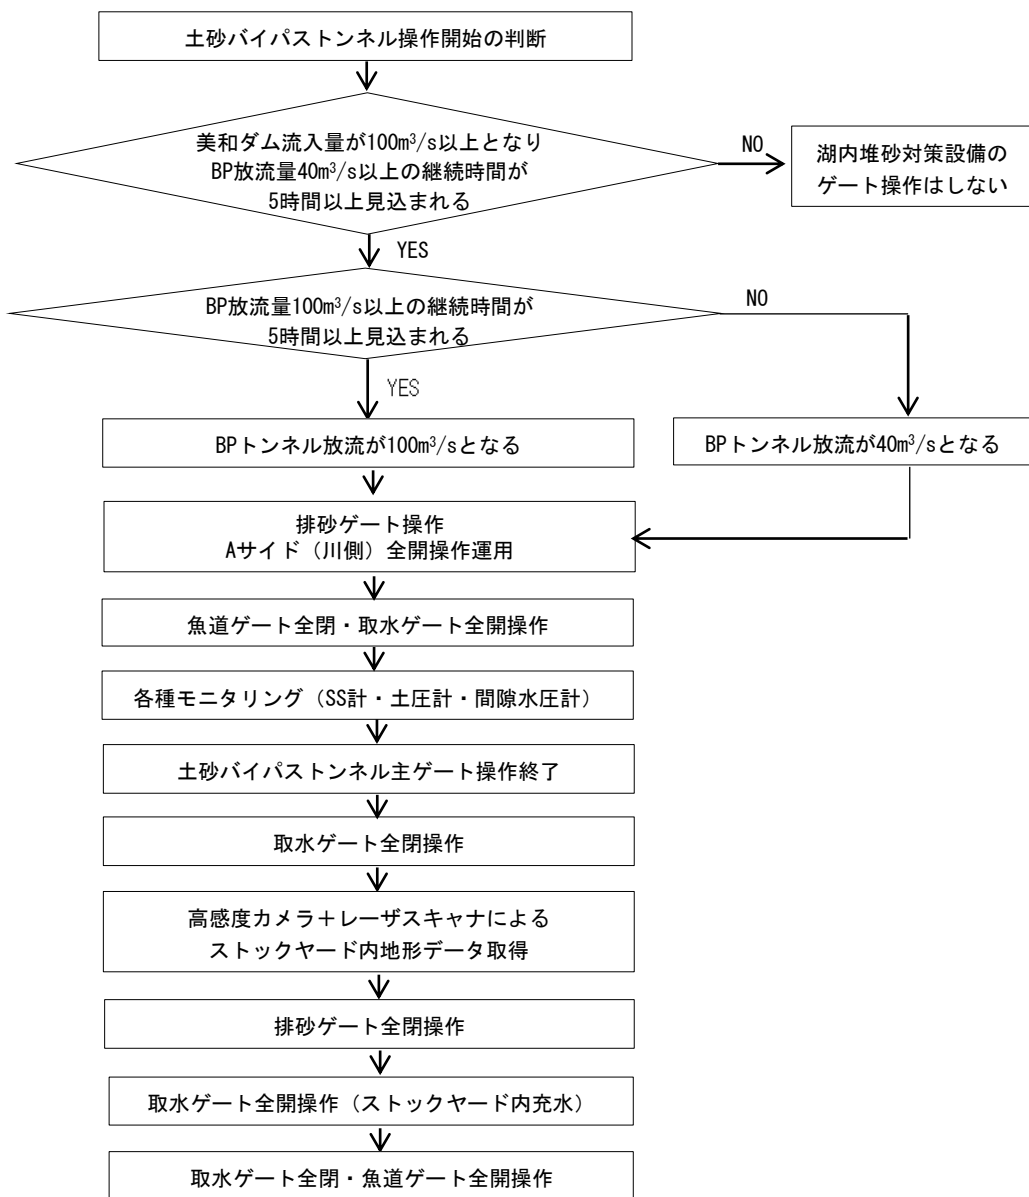 土砂バイパストンネル操作開始の判断
美和ダム流入量が100m³/s以上となり
BP放流量40m³/s以上の継続時間が
5時間以上見込まれる
NO
湖内堆砂対策設備の
ゲート操作はしない
YES
BP放流量100m³/s以上の継続時間が
5時間以上見込まれる
NO
YES
BPトンネル放流が100m³/sとなる
BPトンネル放流が40m³/sとなる
排砂ゲート操作
Aサイド（川側）全開操作運用
魚道ゲート全閉・取水ゲート全開操作
各種モニタリング（SS計・土圧計・間隙水圧計）
土砂バイパストンネル主ゲート操作終了
取水ゲート全閉操作
高感度カメラ＋レーザスキャナによる
ストックヤード内地形データ取得
排砂ゲート全閉操作
取水ゲート全開操作（ストックヤード内充水）
取水ゲート全閉・魚道ゲート全開操作